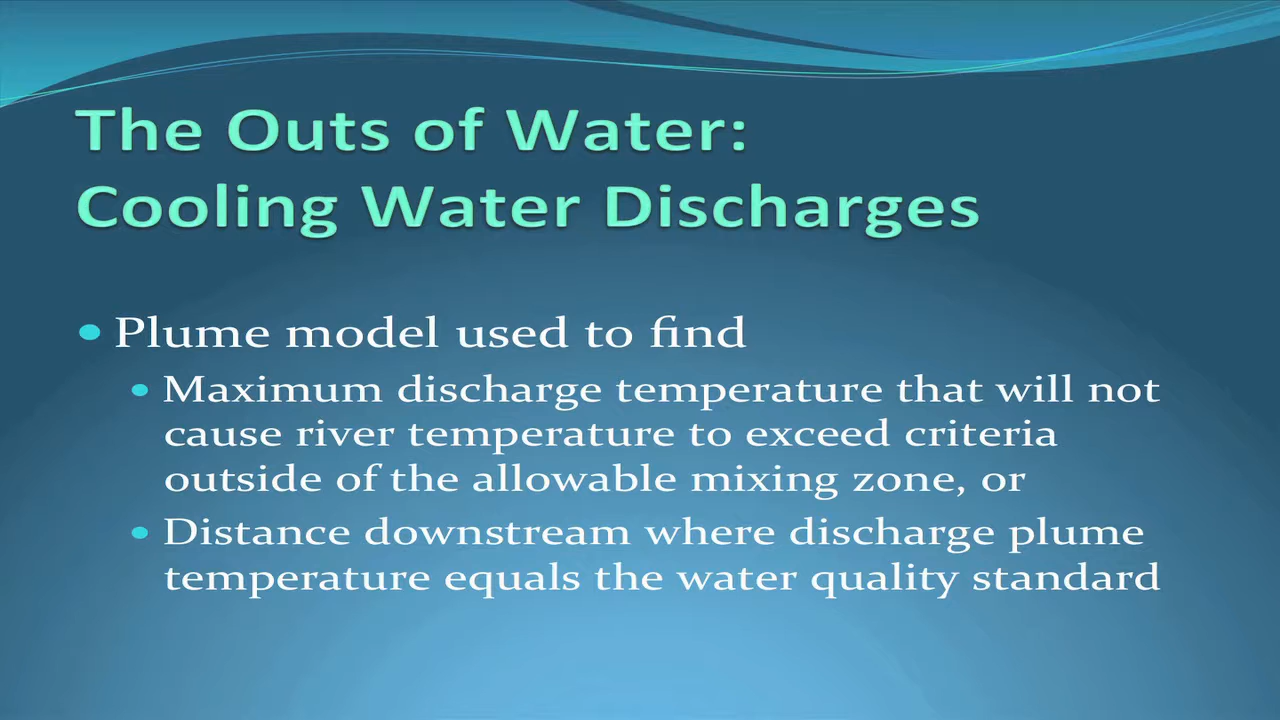 The Outs of Water:
Cooling Water Discharges
• Plume model used to find
• Maximum discharge temperature that will not
cause river temperature to exceed criteria
outside of the allowable mixing zone, or
• Distance downstream where discharge plume
temperature equals the water quality standard